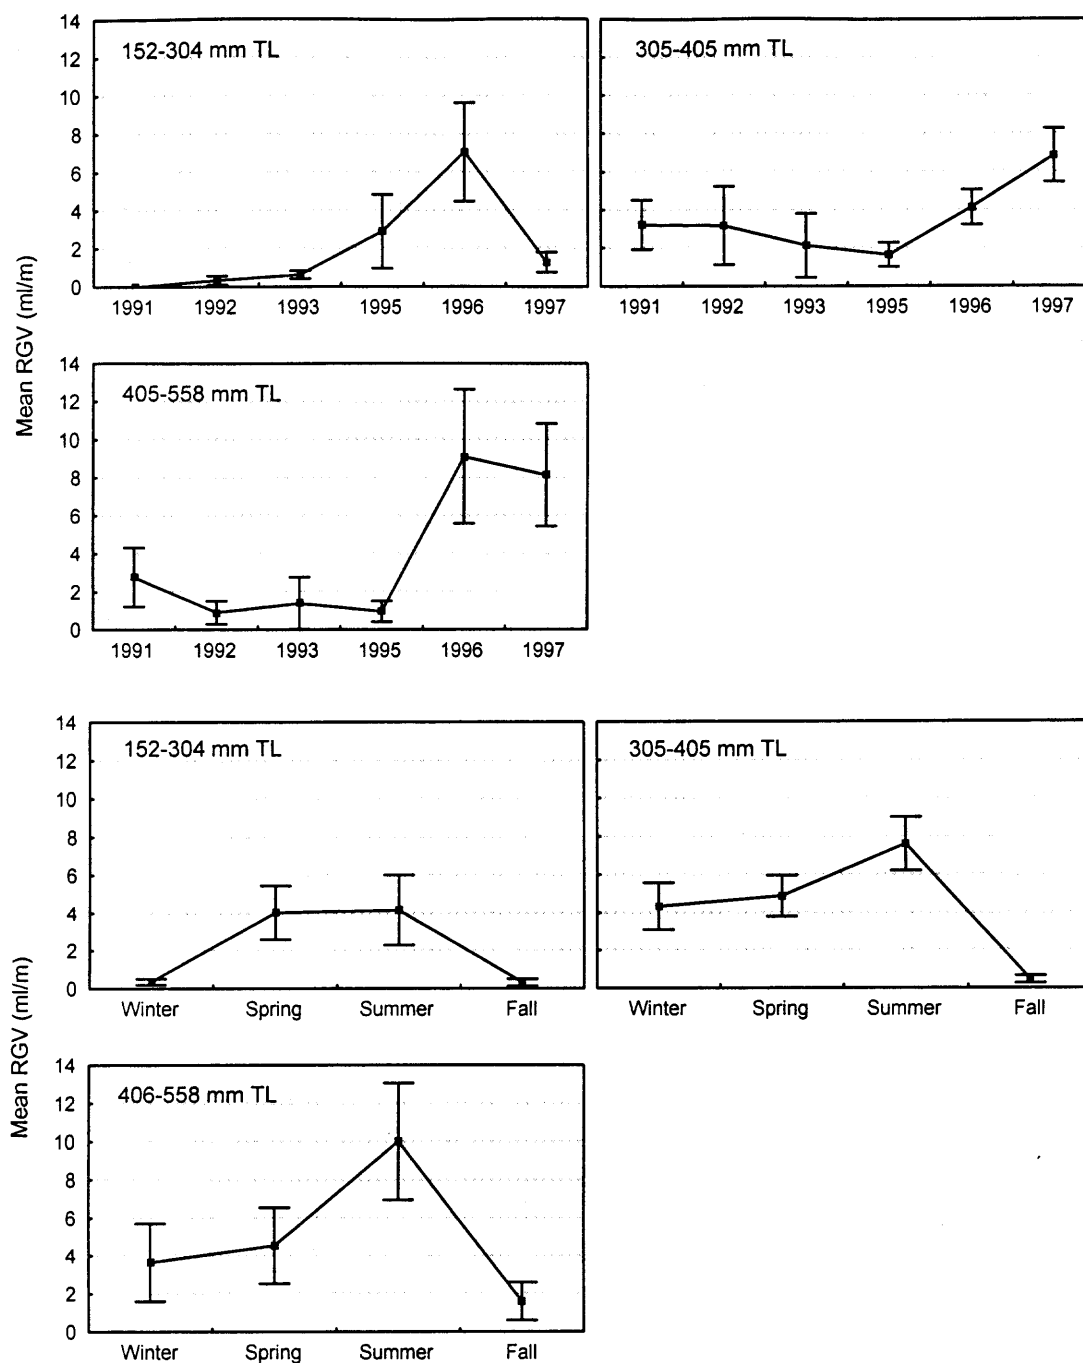 152-304 mm TL
14
12
10
8
6
4
2
0
1991 1992 1993 1995 1996 1997
305-405 mm TL
1991 1992 1993 1995 1996 1997
Mean RGV (ml/m)
405-558 mm TL
14
12
10
8
6
4
2
0
1991 1992 1993 1995 1996 1997
152-304 mm TL
14
12
10
8
6
4
2
0
Winter Spring Summer Fall
305-405 mm TL
Winter Spring Summer Fall
Mean RGV (ml/m)
406-558 mm TL
14
12
10
8
6
4
2
0
Winter Spring Summer Fall